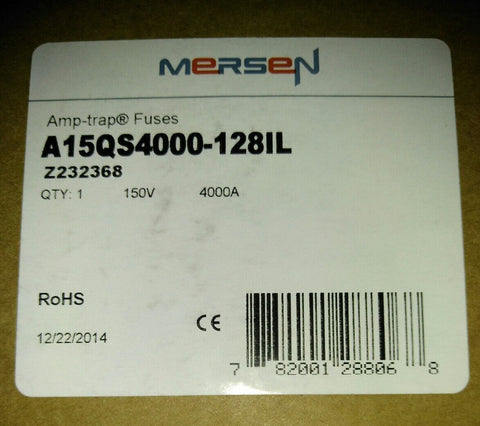 MERSEN
Amp-trap® Fuses
A15QS4000-128IL
Z232368
QTY: 1 150V 4000A
RoHS
CE
12/22/2014
7 82001 28806 8